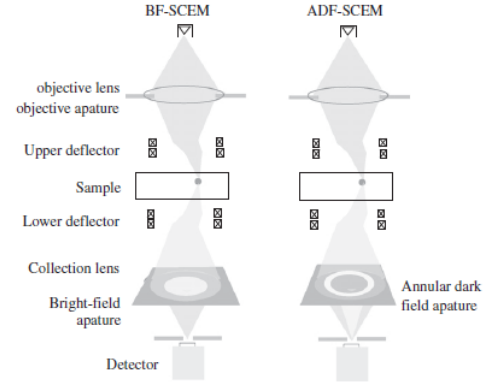 BF-SCEM
ADF-SCEM
objective lens
objective apature
Upper deflector
Sample
Lower deflector
Collection lens
Bright-field
apature
Annular dark
field apature
Detector